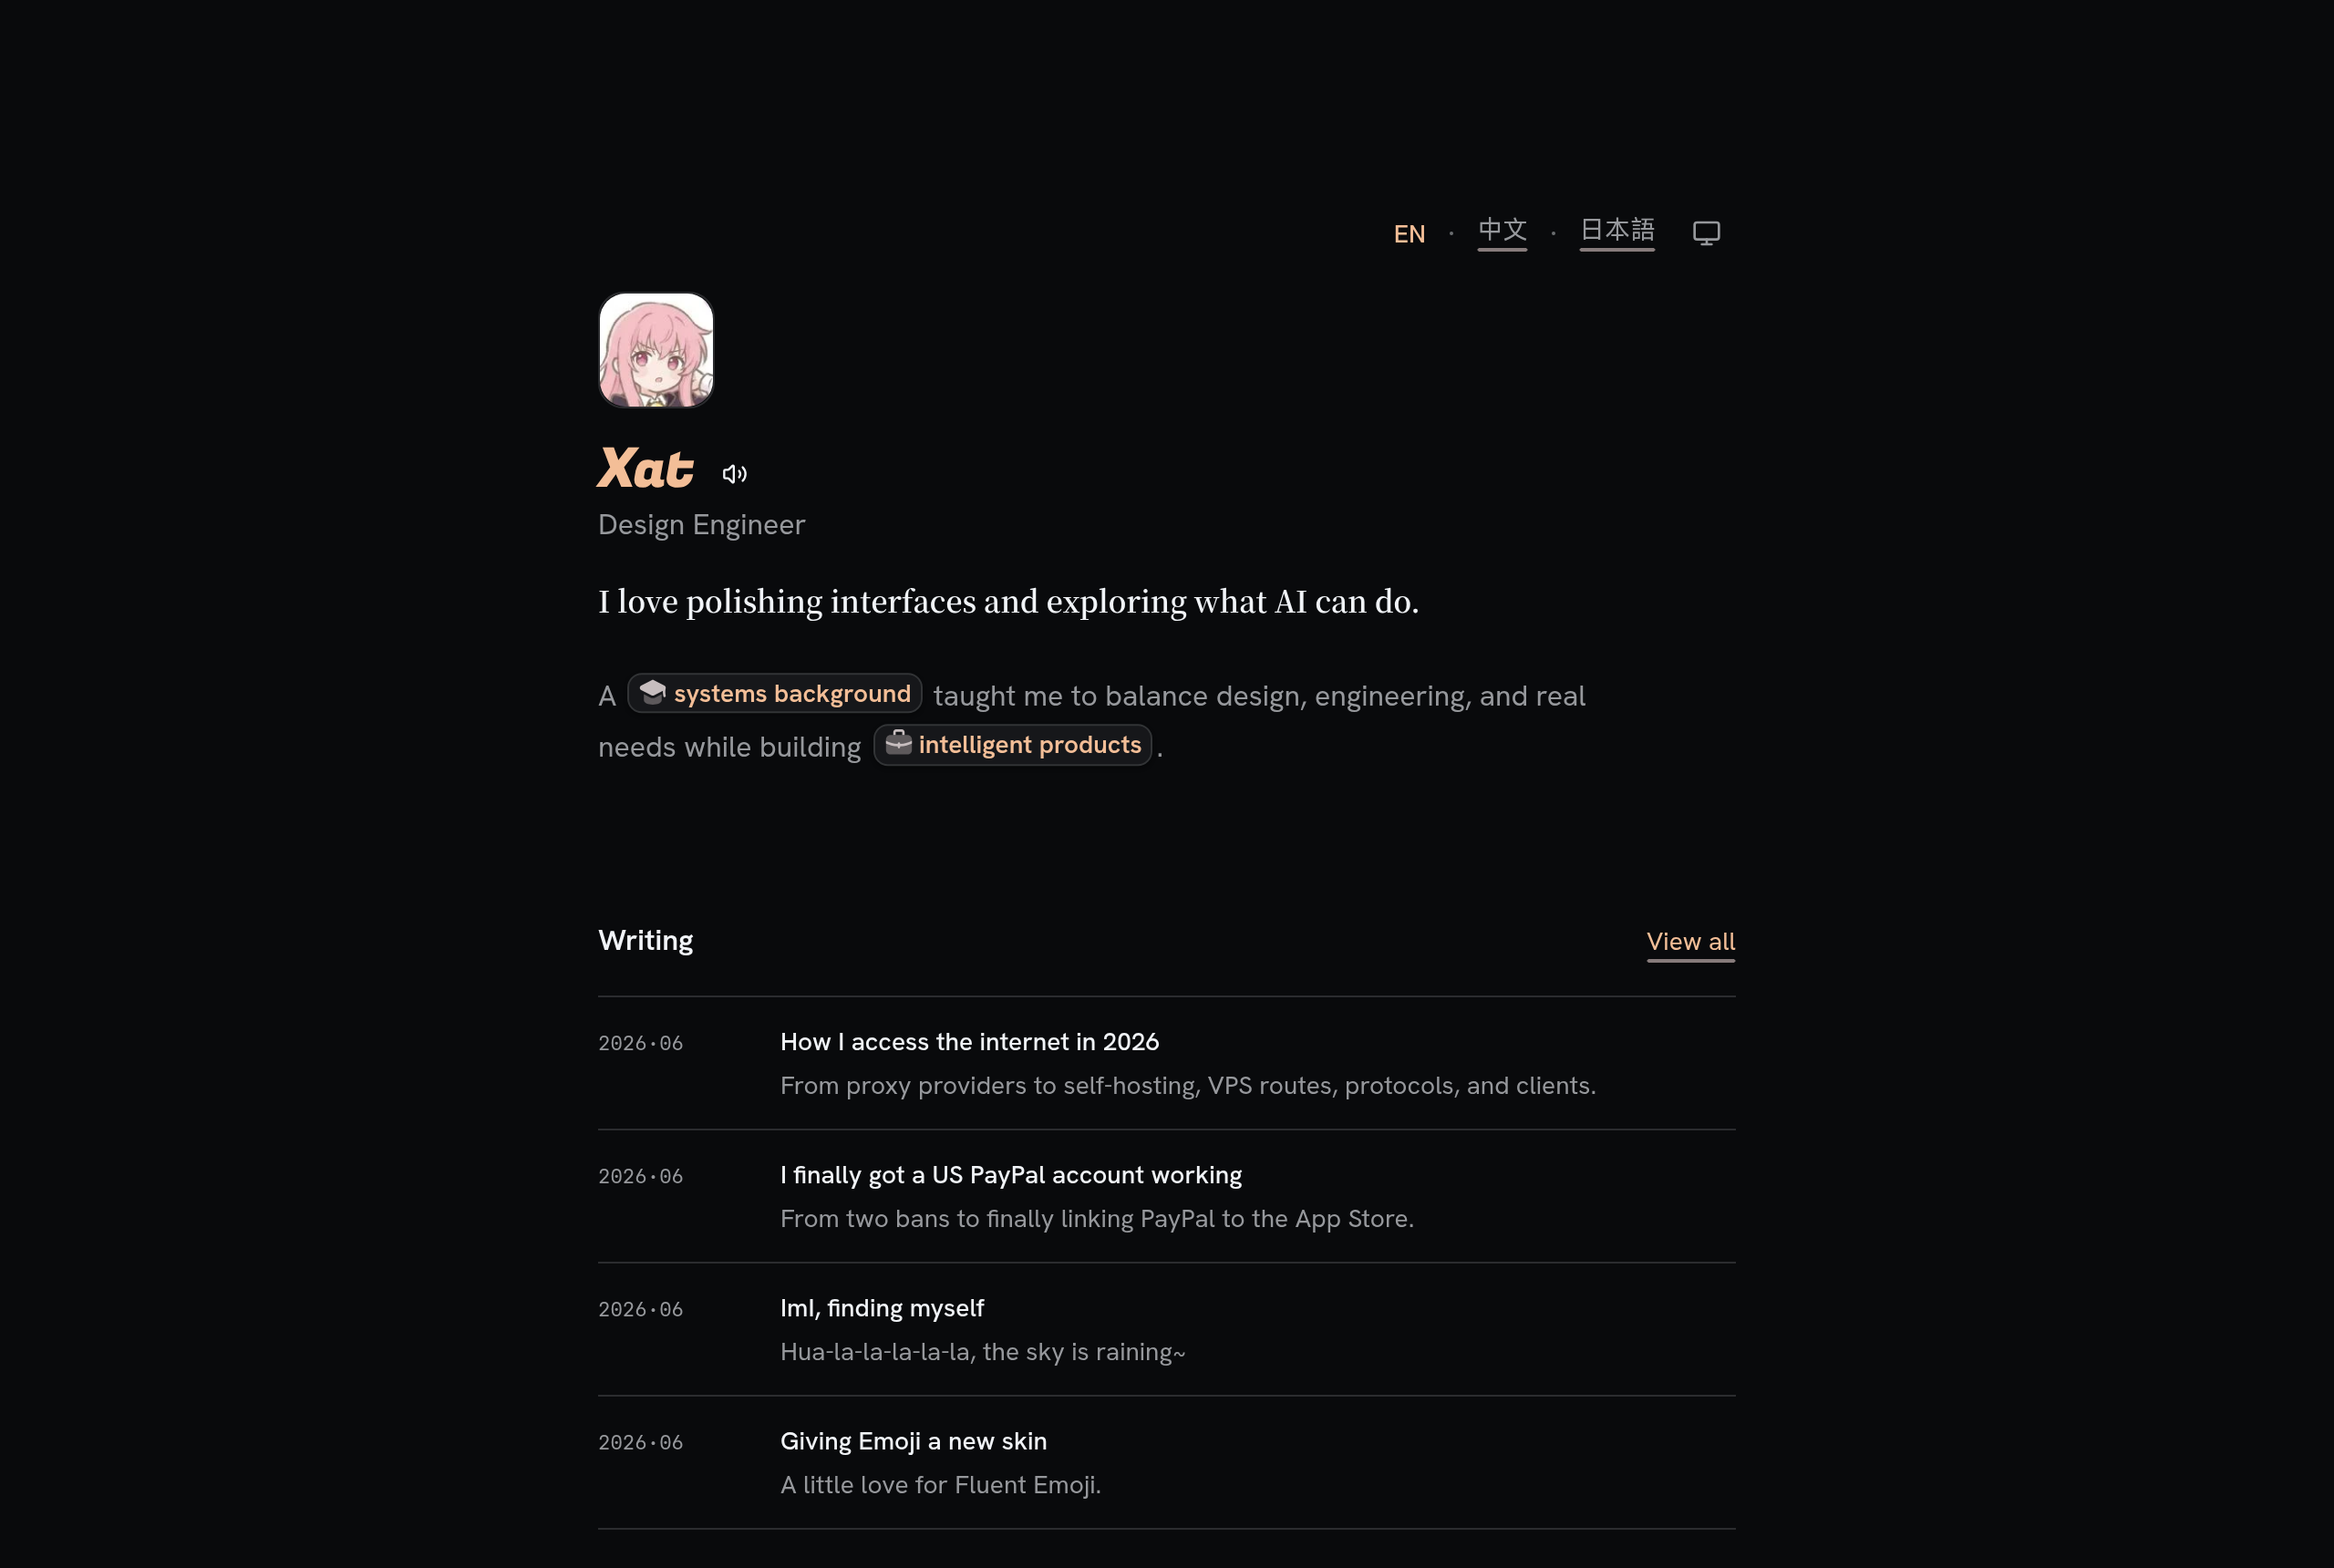 EN · 中文 · 日本語
Xat
Design Engineer
I love polishing interfaces and exploring what AI can do.
A systems background taught me to balance design, engineering, and real
needs while building intelligent products.
Writing View all
2026·06 How I access the internet in 2026
From proxy providers to self-hosting, VPS routes, protocols, and clients.
2026·06 I finally got a US PayPal account working
From two bans to finally linking PayPal to the App Store.
2026·06 Iml, finding myself
Hua-la-la-la-la-la, the sky is raining~
2026·06 Giving Emoji a new skin
A little love for Fluent Emoji.